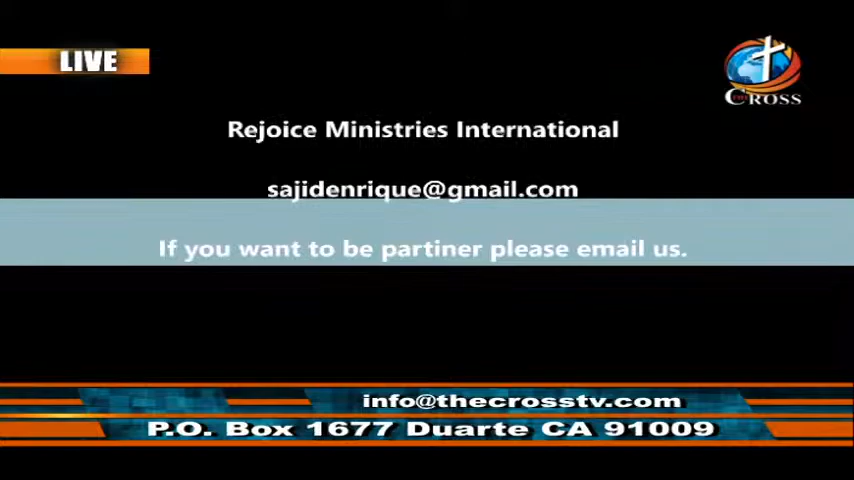 LIVE
THE CROSS
Rejoice Ministries International
sajidenrique@gmail.com
If you want to be partiner please email us.
info@thecrosstv.com
P.O. Box 1677 Duarte CA 91009